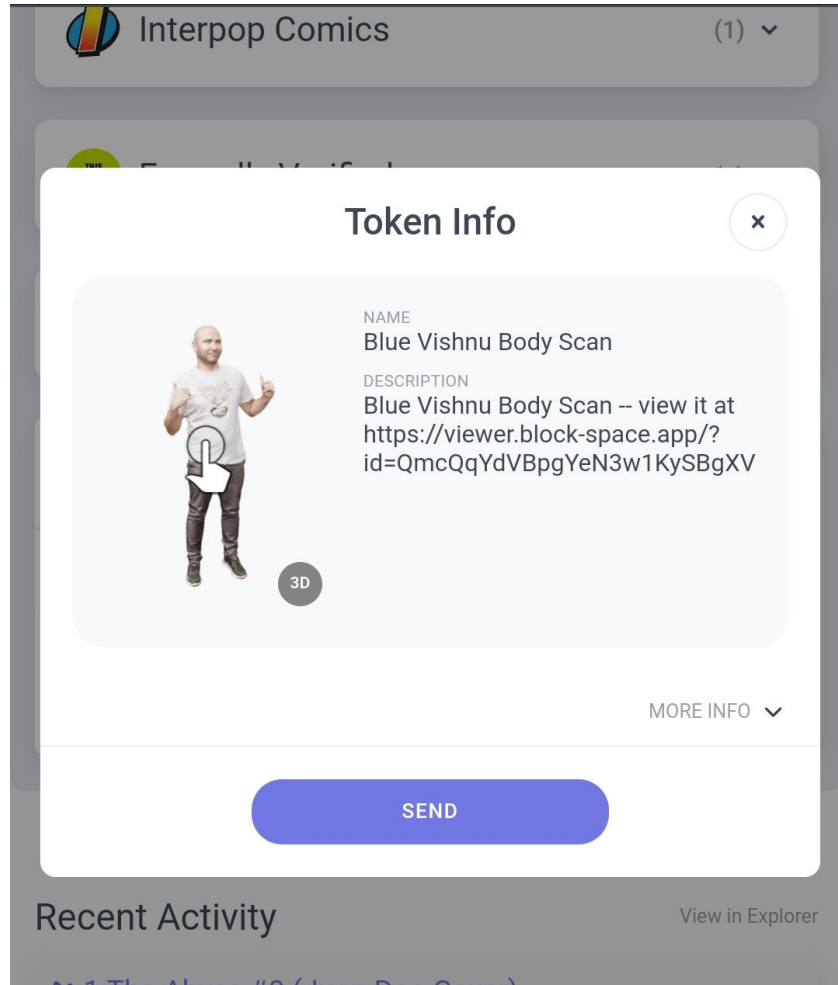 Interpop Comics (1)
THIS
Token Info
NAME
Blue Vishnu Body Scan
DESCRIPTION
Blue Vishnu Body Scan -- view it at
https://viewer.block-space.app/?
id=QmcQqYdVBpgYeN3w1KySBgXV
3D
MORE INFO
SEND
Recent Activity
View in Explorer